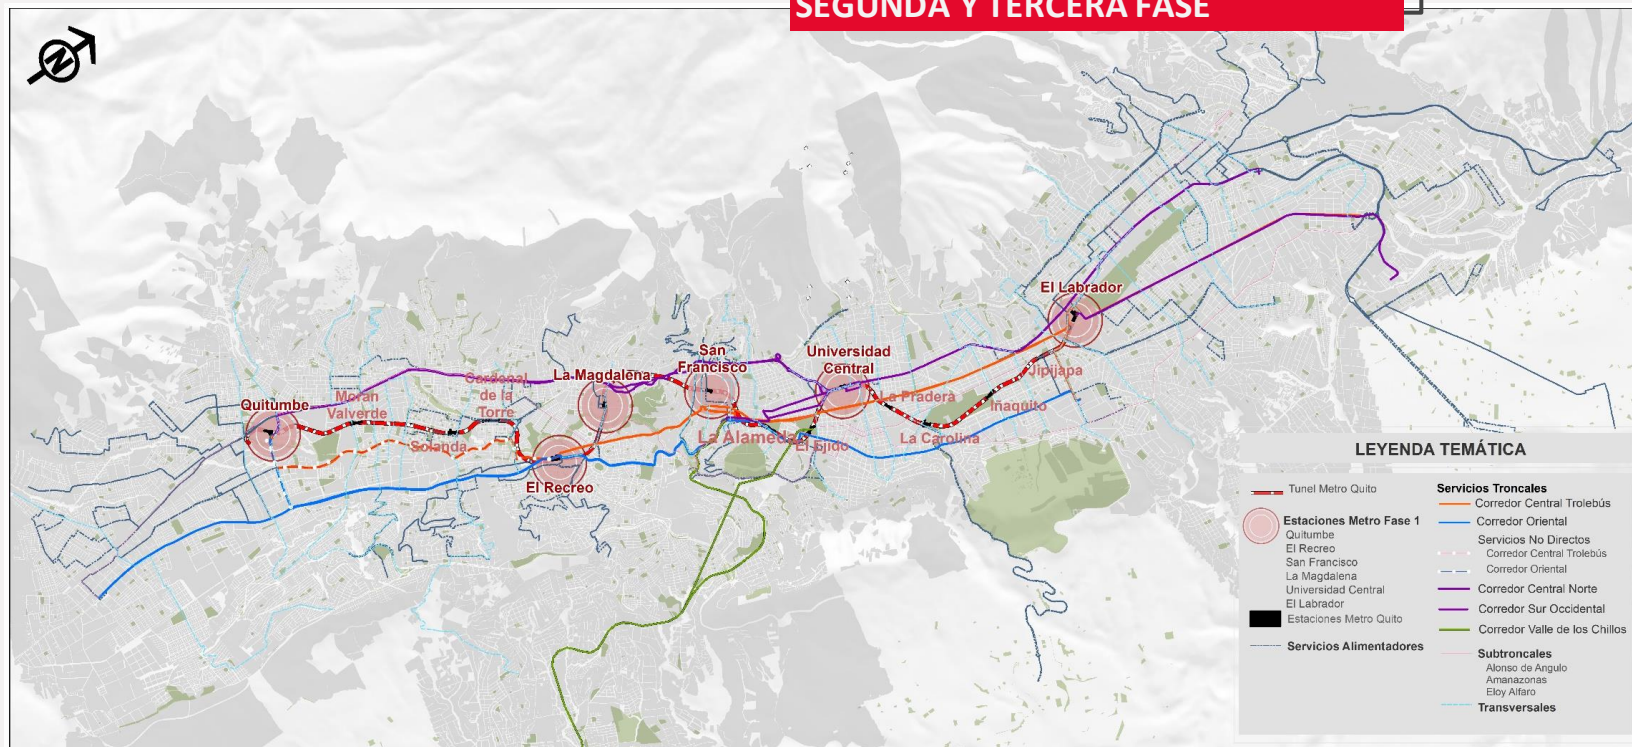 SEGUNDA Y TERCERA FASE
N
El Labrador
San
Francisco
Universidad
Central
La Magdalena
Jipijapa
Cardenal
de la
Torre
Quitumbe
Morán
Valverde
La Pradera
Iñaquito
Solanda
La Alameda
El Ejido
La Carolina
El Recreo
LEYENDA TEMÁTICA
Tunel Metro Quito
Estaciones Metro Fase 1
Quitumbe
El Recreo
San Francisco
La Magdalena
Universidad Central
El Labrador
Estaciones Metro Quito
Servicios Alimentadores
Servicios Troncales
Corredor Central Trolebús
Corredor Oriental
Servicios No Directos
Corredor Central Trolebús
Corredor Oriental
Corredor Central Norte
Corredor Sur Occidental
Corredor Valle de los Chillos
Subtroncales
Alonso de Angulo
Amanazonas
Eloy Alfaro
Transversales